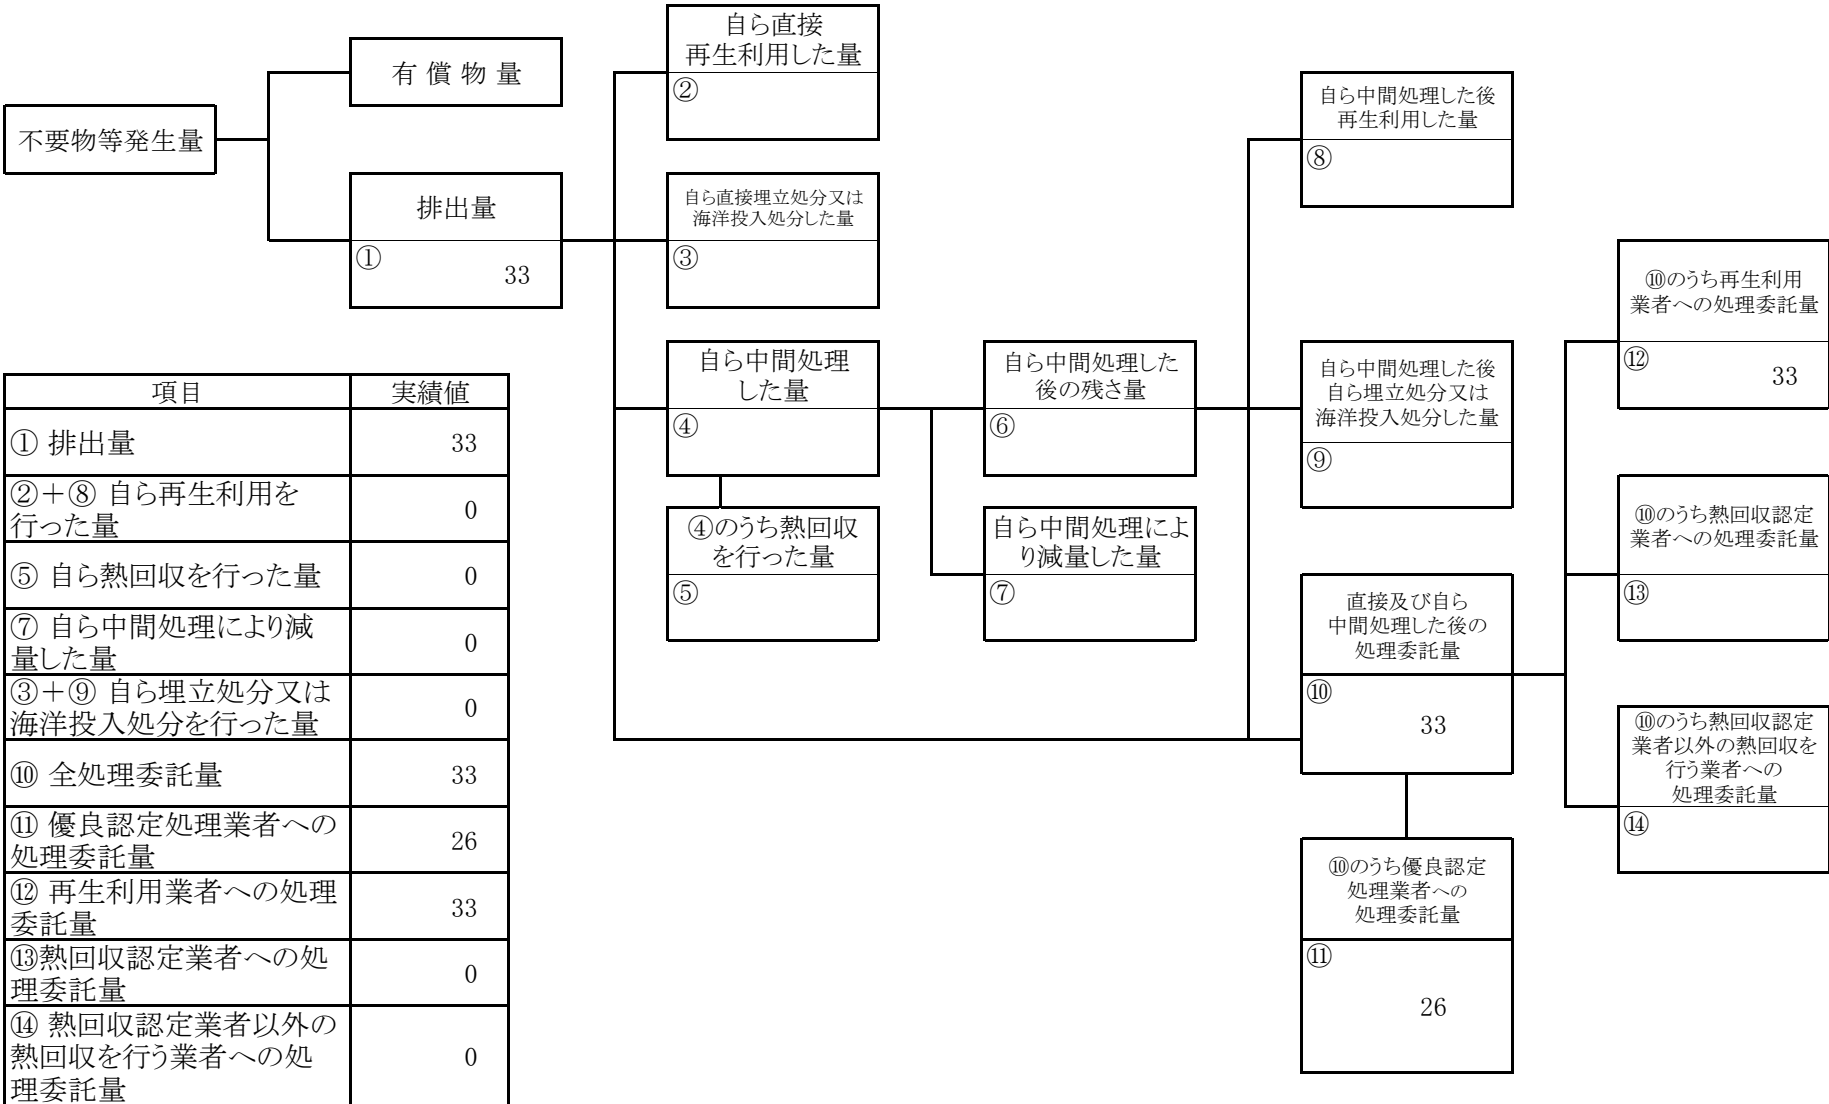 不要物等発生量
有 償 物 量
排出量
①
33
自ら直接
再生利用した量
②
自ら直接埋立処分又は
海洋投入処分した量
③
自ら中間処理
した量
④
④のうち熱回収
を行った量
⑤
自ら中間処理した
後の残さ量
⑥
自ら中間処理によ
り減量した量
⑦
自ら中間処理した後
再生利用した量
⑧
自ら中間処理した後
自ら埋立処分又は
海洋投入処分した量
⑨
直接及び自ら
中間処理した後の
処理委託量
⑩
33
⑩のうち優良認定
処理業者への
処理委託量
⑪
26
⑩のうち再生利用
業者への処理委託量
⑫
33
⑩のうち熱回収認定
業者への処理委託量
⑬
⑩のうち熱回収認定
業者以外の熱回収を
行う業者への
処理委託量
⑭
項目 実績値
① 排出量 33
②＋⑧ 自ら再生利用を
行った量 0
⑤ 自ら熱回収を行った量 0
⑦ 自ら中間処理により減
量した量 0
③＋⑨ 自ら埋立処分又は
海洋投入処分を行った量 0
⑩ 全処理委託量 33
⑪ 優良認定処理業者への
処理委託量 26
⑫ 再生利用業者への処理
委託量 33
⑬熱回収認定業者への処
理委託量 0
⑭ 熱回収認定業者以外の
熱回収を行う業者への処
理委託量 0